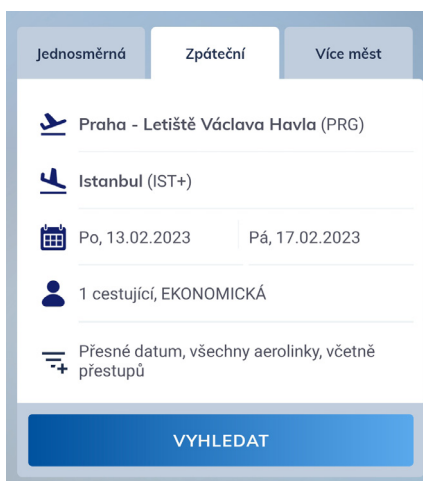 Jednosměrná
Zpáteční
Více měst
Praha - Letiště Václava Havla (PRG)
Istanbul (IST+)
Po, 13.02.2023
Pá, 17.02.2023
1 cestující, EKONOMICKÁ
Přesné datum, všechny aerolinky, včetně
přestupů
VYHLEDAT